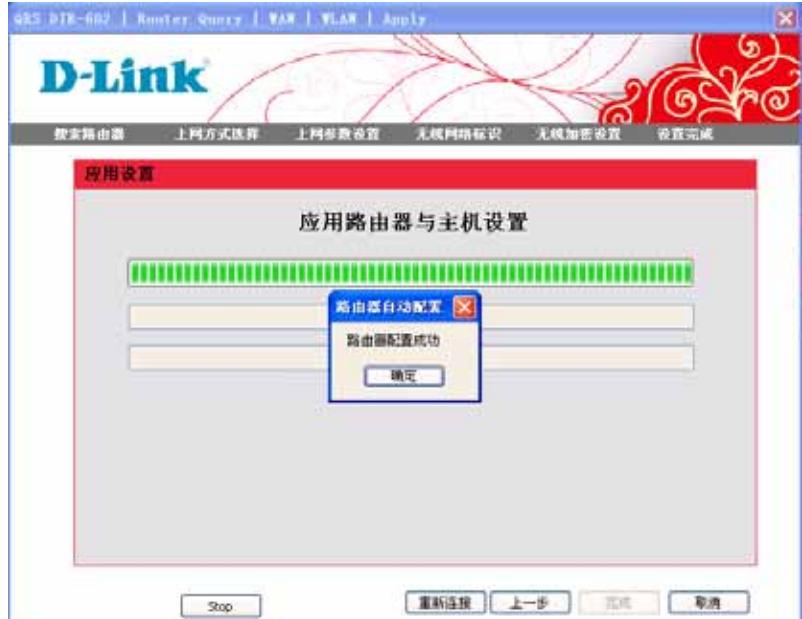 QRS DTR-602 | Router Query | WAN | WLAN | Apply
D-Link
搜索路由器 上网方式选择 上网参数设置 无线网络标识 无线加密设置 设置完成
应用设置
应用路由器与主机设置
路由器自动配置
路由器配置成功
确定
Stop 重新连接 上一步 完成 取消